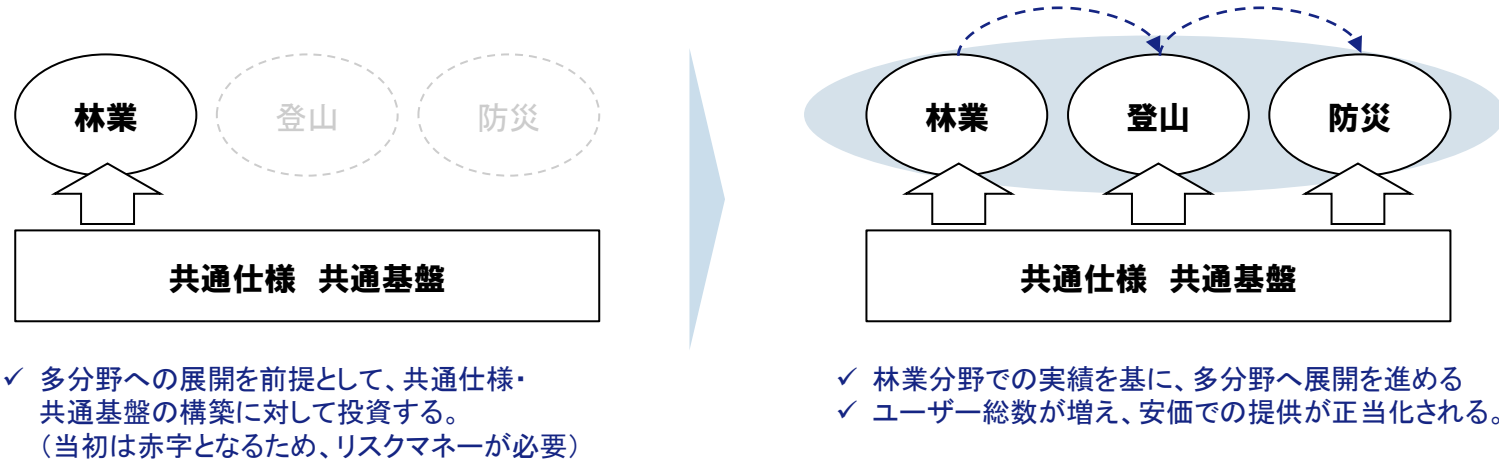 林業
登山
防災
共通仕様　共通基盤
✓ 多分野への展開を前提として、共通仕様・
共通基盤の構築に対して投資する。
（当初は赤字となるため、リスクマネーが必要）
林業
登山
防災
共通仕様　共通基盤
✓ 林業分野での実績を基に、多分野へ展開を進める
✓ ユーザー総数が増え、安価での提供が正当化される。